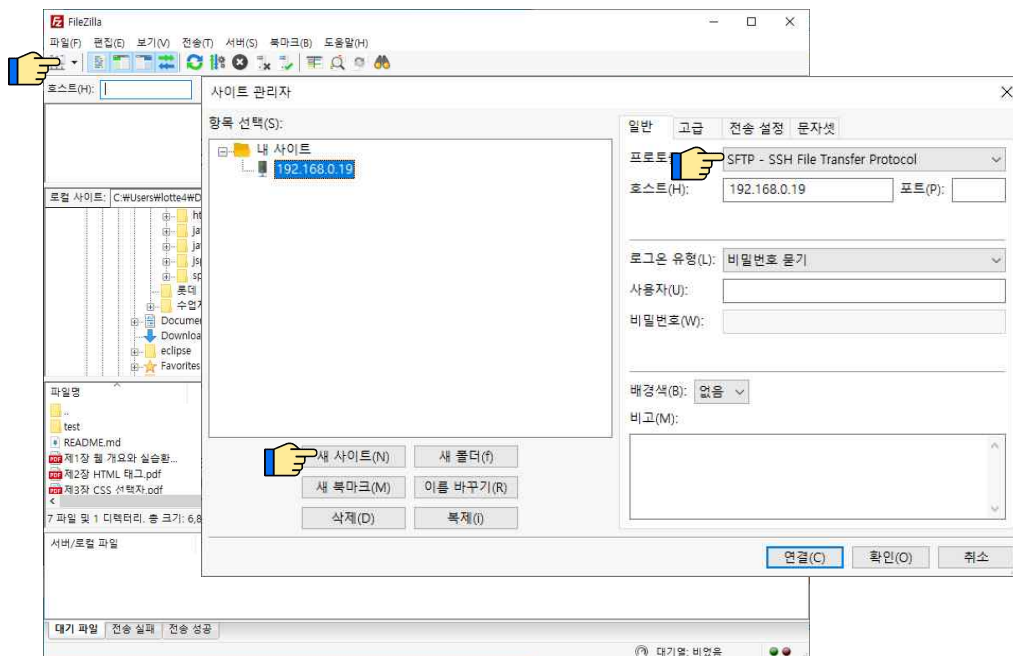 FileZilla
파일(F) 편집(E) 보기(V) 전송(T) 서버(S) 북마크(B) 도움말(H)
호스트(H):
사이트 관리자
항목 선택(S):
내 사이트
192.168.0.19
새 사이트(N) 새 폴더(f)
새 북마크(M) 이름 바꾸기(R)
삭제(D) 복제(i)
일반 고급 전송 설정 문자셋
SFTP - SSH File Transfer Protocol
호스트(H): 192.168.0.19 포트(P):
로그온 유형(L): 비밀번호 묻기
사용자(U):
비밀번호(W):
배경색(B): 없음
비고(M):
연결(C) 확인(O) 취소
로컬 사이트: C:₩Users₩lotte4₩D
ht
ja
ja
jsp
sp
롯데
Docume
Downloa
eclipse
Favorites
파일명
..
test
README.md
제1장 웹 개요와 실습환...
제2장 HTML 태그.pdf
제3장 CSS 선택자.pdf
7 파일 및 1 디렉터리. 총 크기: 6,8
서버/로컬 파일
대기 파일 전송 실패 전송 성공
대기열: 비었음